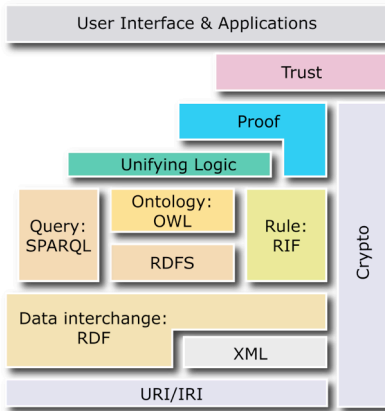 User Interface & Applications
Trust
Proof
Unifying Logic
Query:
SPARQL
Ontology:
OWL
RDFS
Rule:
RIF
Crypto
Data interchange:
RDF
XML
URI/IRI